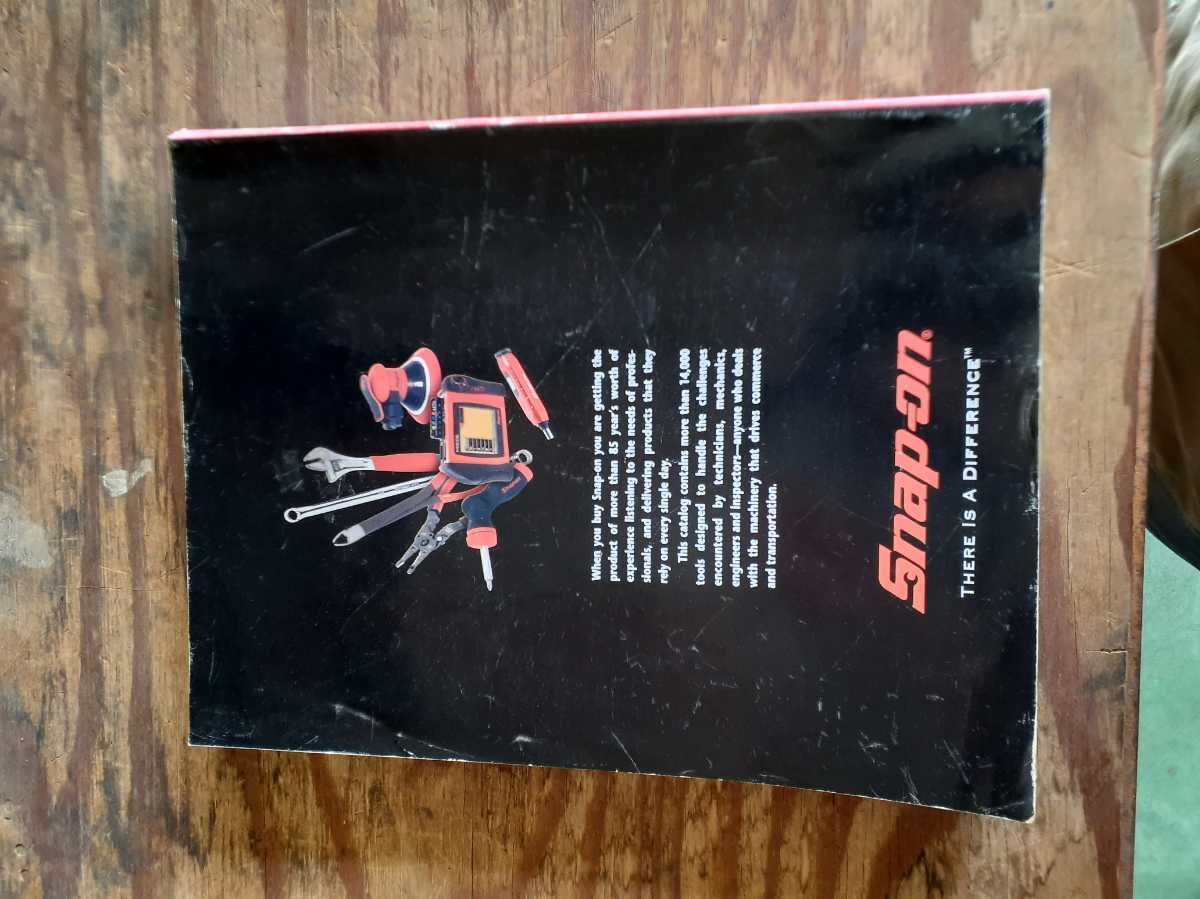 When you buy Snap-on you are getting the
product of more than 85 year's worth of
experience listening to the needs of profes-
sionals, and delivering products that they
rely on every single day.
This catalog contains more than 14,000
tools designed to handle the challenges
encountered by technicians, mechanics,
engineers and inspectors—anyone who deals
with the machinery that drives commerce
and transportation.
Snap-on®
THERE IS A DIFFERENCE™